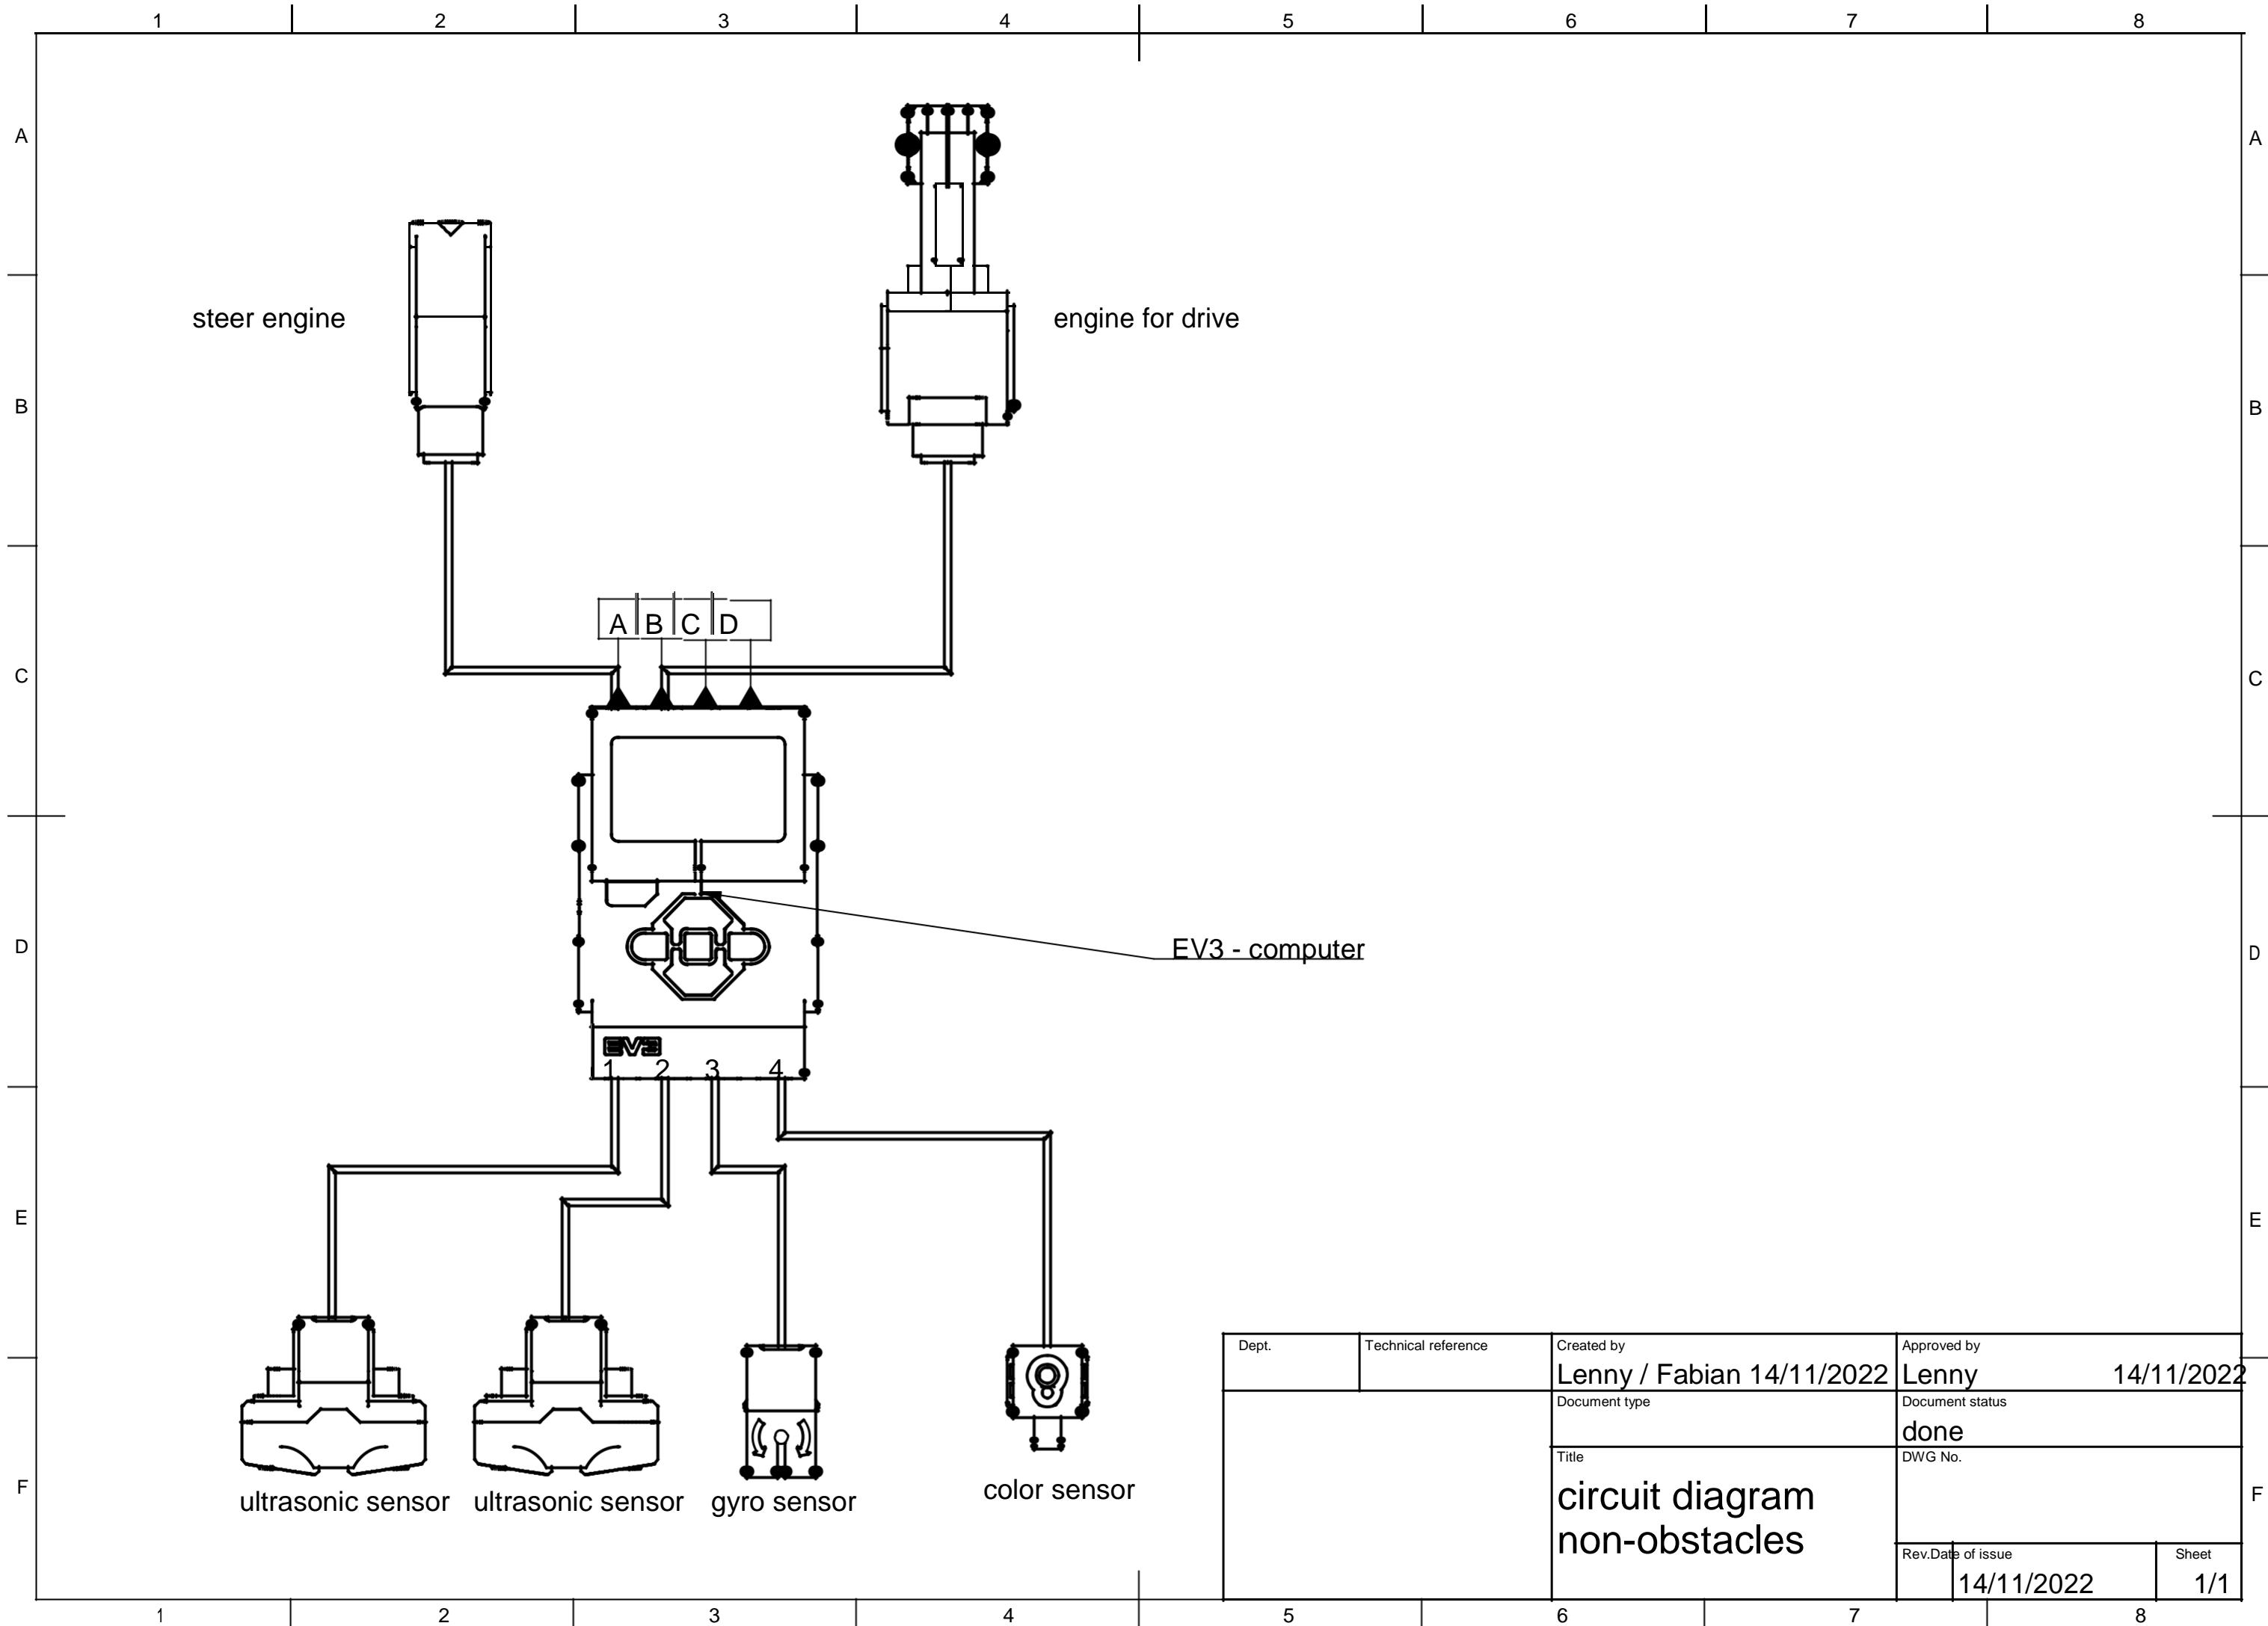 1 2 3 4 5 6 7 8
A A
steer engine engine for drive
B B
A B C D
C C
EV3 - computer
D D
EV3
1 2 3 4
E E
Dept. Technical reference Created by Approved by
Lenny / Fabian 14/11/2022 Lenny 14/11/2022
Document type Document status
done
Title DWG No.
circuit diagram
non-obstacles
ultrasonic sensor ultrasonic sensor gyro sensor color sensor
F F
Rev. Date of issue Sheet
14/11/2022 1/1
1 2 3 4 5 6 7 8